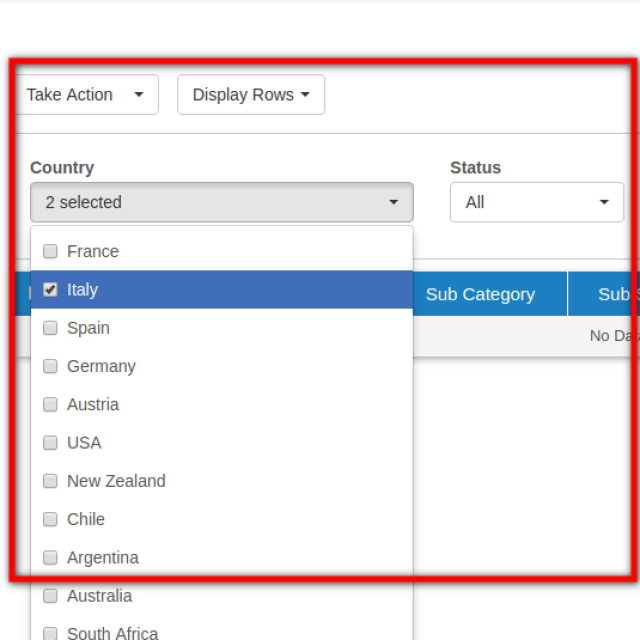 Take Action
Display Rows
Country
Status
2 selected
All
France
Italy
Sub Category
Sub
Spain
No Da
Germany
Austria
USA
New Zealand
Chile
Argentina
Australia
South Africa